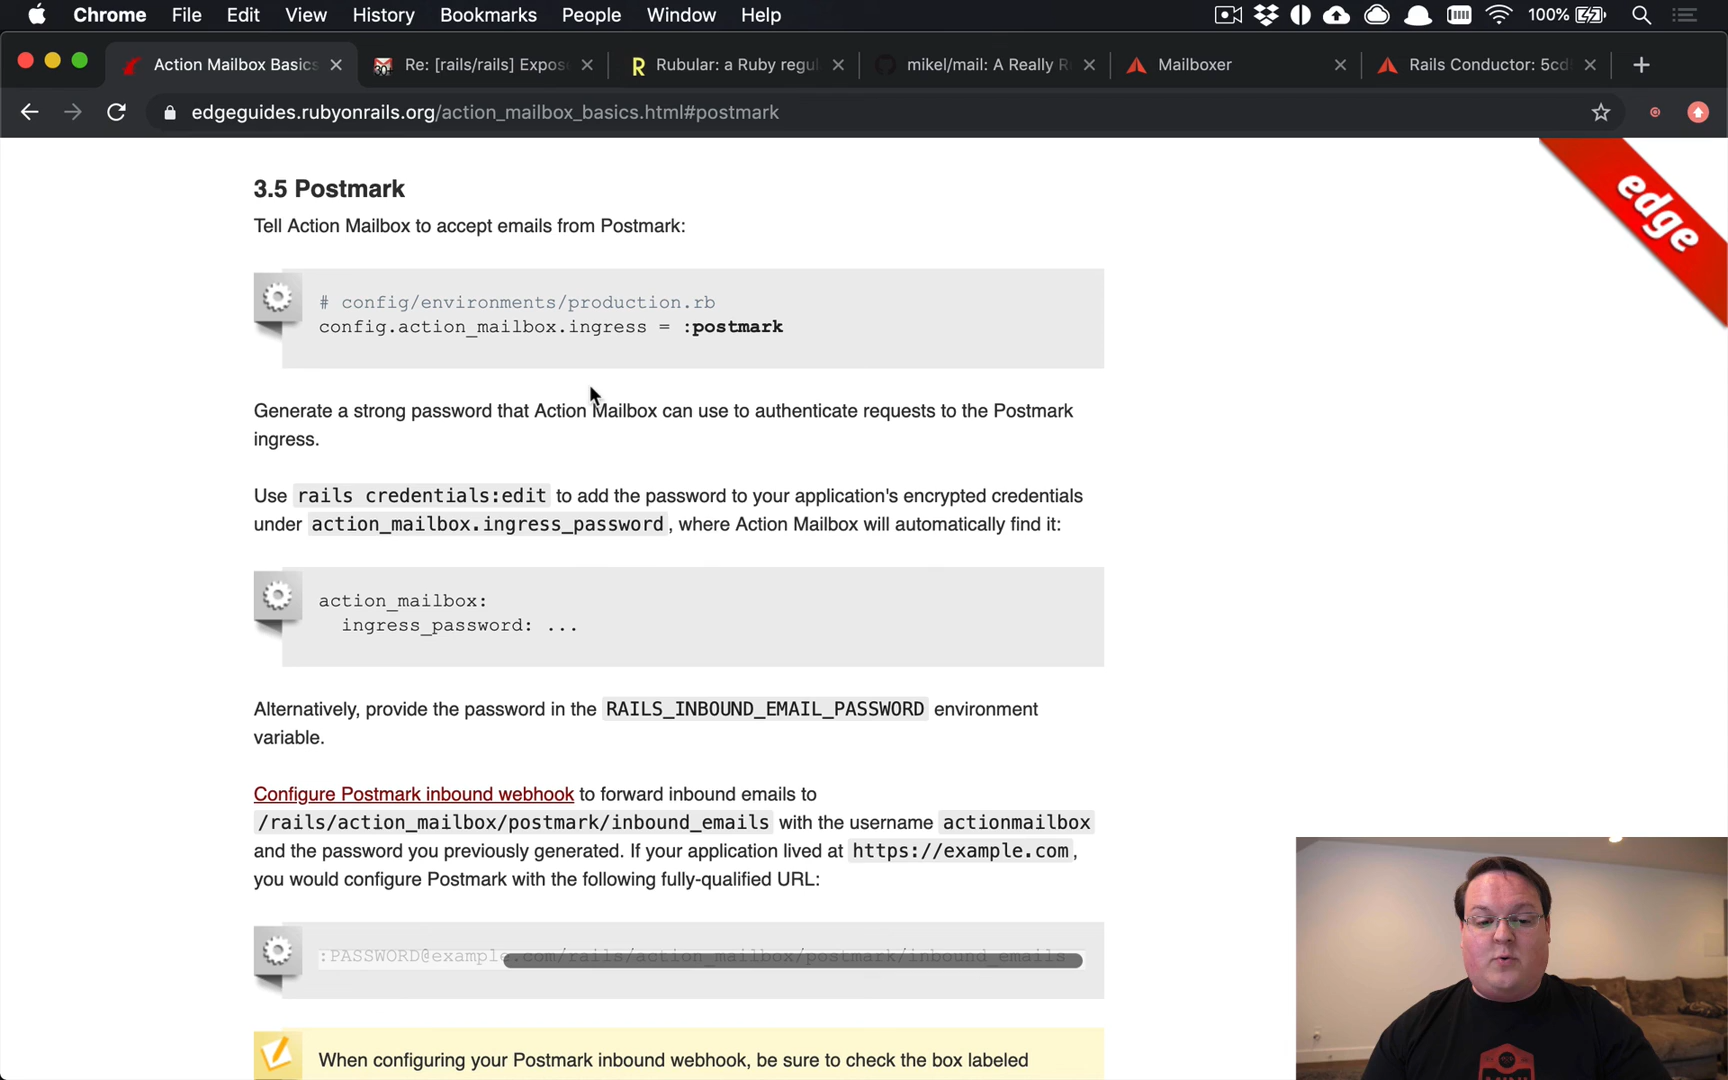 Chrome File Edit View History Bookmarks People Window Help 100%
Action Mailbox Basics Re: [rails/rails] Expos Rubular: a Ruby regul mikel/mail: A Really R Mailboxer Rails Conductor: 5cd
edgeguides.rubyonrails.org/action_mailbox_basics.html#postmark
edge
3.5 Postmark
Tell Action Mailbox to accept emails from Postmark:
# config/environments/production.rb
config.action_mailbox.ingress = :postmark
Generate a strong password that Action Mailbox can use to authenticate requests to the Postmark
ingress.
Use rails credentials:edit to add the password to your application's encrypted credentials
under action_mailbox.ingress_password, where Action Mailbox will automatically find it:
action_mailbox:
ingress_password: ...
Alternatively, provide the password in the RAILS_INBOUND_EMAIL_PASSWORD environment
variable.
Configure Postmark inbound webhook to forward inbound emails to
/rails/action_mailbox/postmark/inbound_emails with the username actionmailbox
and the password you previously generated. If your application lived at https://example.com,
you would configure Postmark with the following fully-qualified URL:
:PASSWORD@example.com/rails/action_mailbox/postmark/inbound_emails
When configuring your Postmark inbound webhook, be sure to check the box labeled